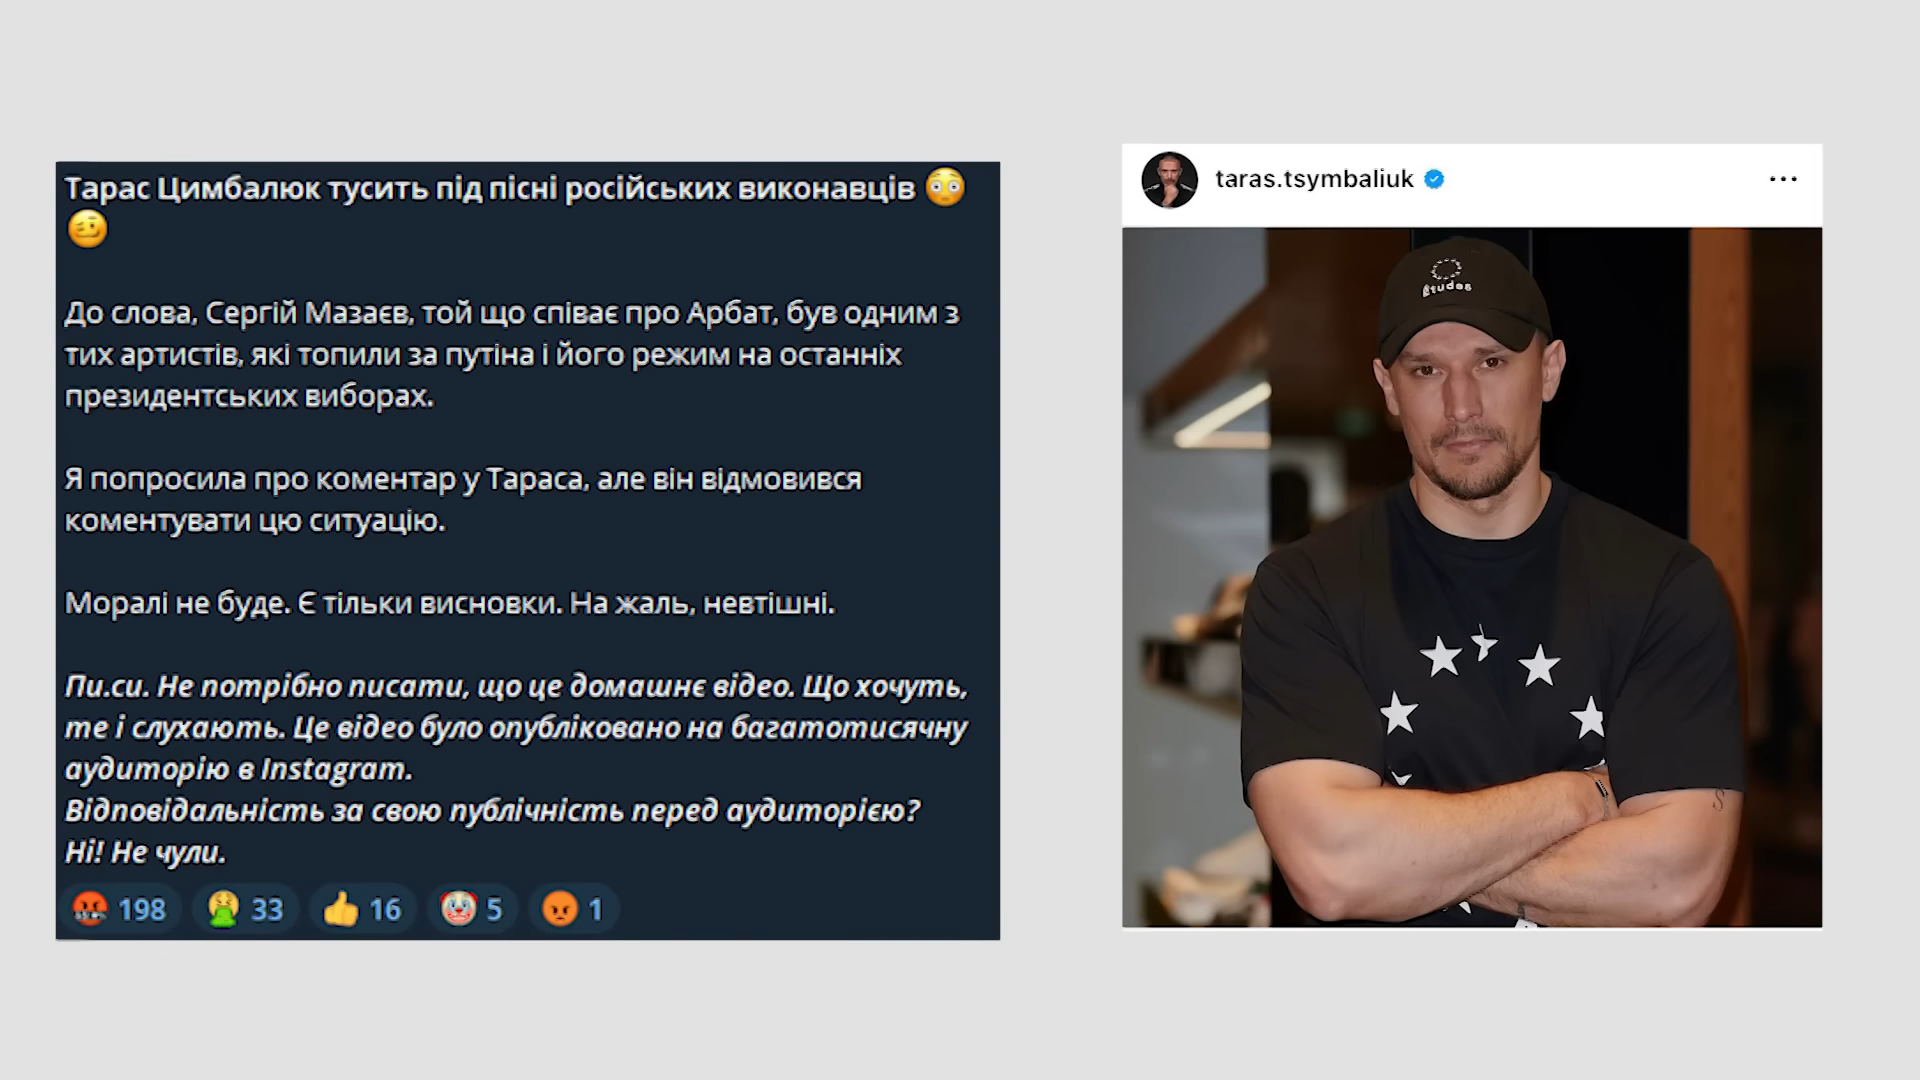 Тарас Цимбалюк тусить під пісні російських виконавців 😳
🥴
До слова, Сергій Мазаєв, той що співає про Арбат, був одним з
тих артистів, які топили за путіна і його режим на останніх
президентських виборах.
Я попросила про коментар у Тараса, але він відмовився
коментувати цю ситуацію.
Моралі не буде. Є тільки висновки. На жаль, невтішні.
Пи.си. Не потрібно писати, що це домашнє відео. Що хочуть,
те і слухають. Це відео було опубліковано на багатотисячну
аудиторію в Instagram.
Відповідальність за свою публічність перед аудиторією?
Ні! Не чули.
🤬 198 🤮 33 👍 16 🤡 5 😡 1
taras.tsymbaliuk
études